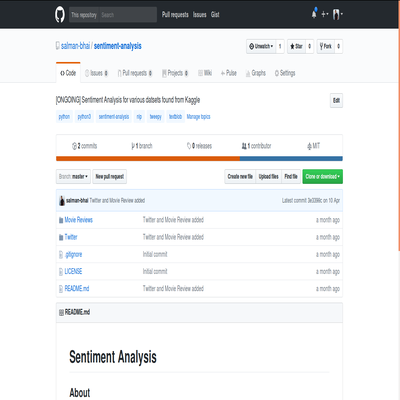 This repository Search Pull requests Issues Gist
salman-bhai / sentiment-analysis Unwatch 1 Star 0 Fork 0
Code Issues 0 Pull requests 0 Projects 0 Wiki Pulse Graphs Settings
[ONGOING] Sentiment Analysis for various datsets found from Kaggle Edit
python python3 sentiment-analysis nlp tweepy textblob Manage topics
2 commits 1 branch 0 releases 1 contributor MIT
Branch: master New pull request Create new file Upload files Find file Clone or download
salman-bhai Twitter and Movie Review added Latest commit 3e0398c on 16 Apr
Movie Reviews Twitter and Movie Review added a month ago
Twitter Twitter and Movie Review added a month ago
.gitignore Initial commit a month ago
LICENSE Initial commit a month ago
README.md Twitter and Movie Review added a month ago
README.md
Sentiment Analysis
About